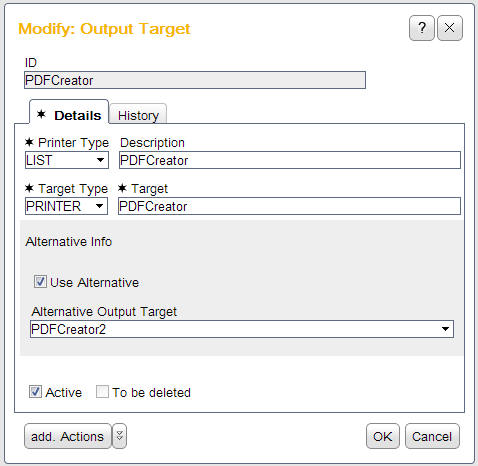 Modify: Output Target
?
ID
PDFCreator
✶ Details History
✶ Printer Type Description
LIST PDFCreator
✶ Target Type ✶ Target
PRINTER PDFCreator
Alternative Info
Use Alternative
Alternative Output Target
PDFCreator2
Active To be deleted
add. Actions OK Cancel